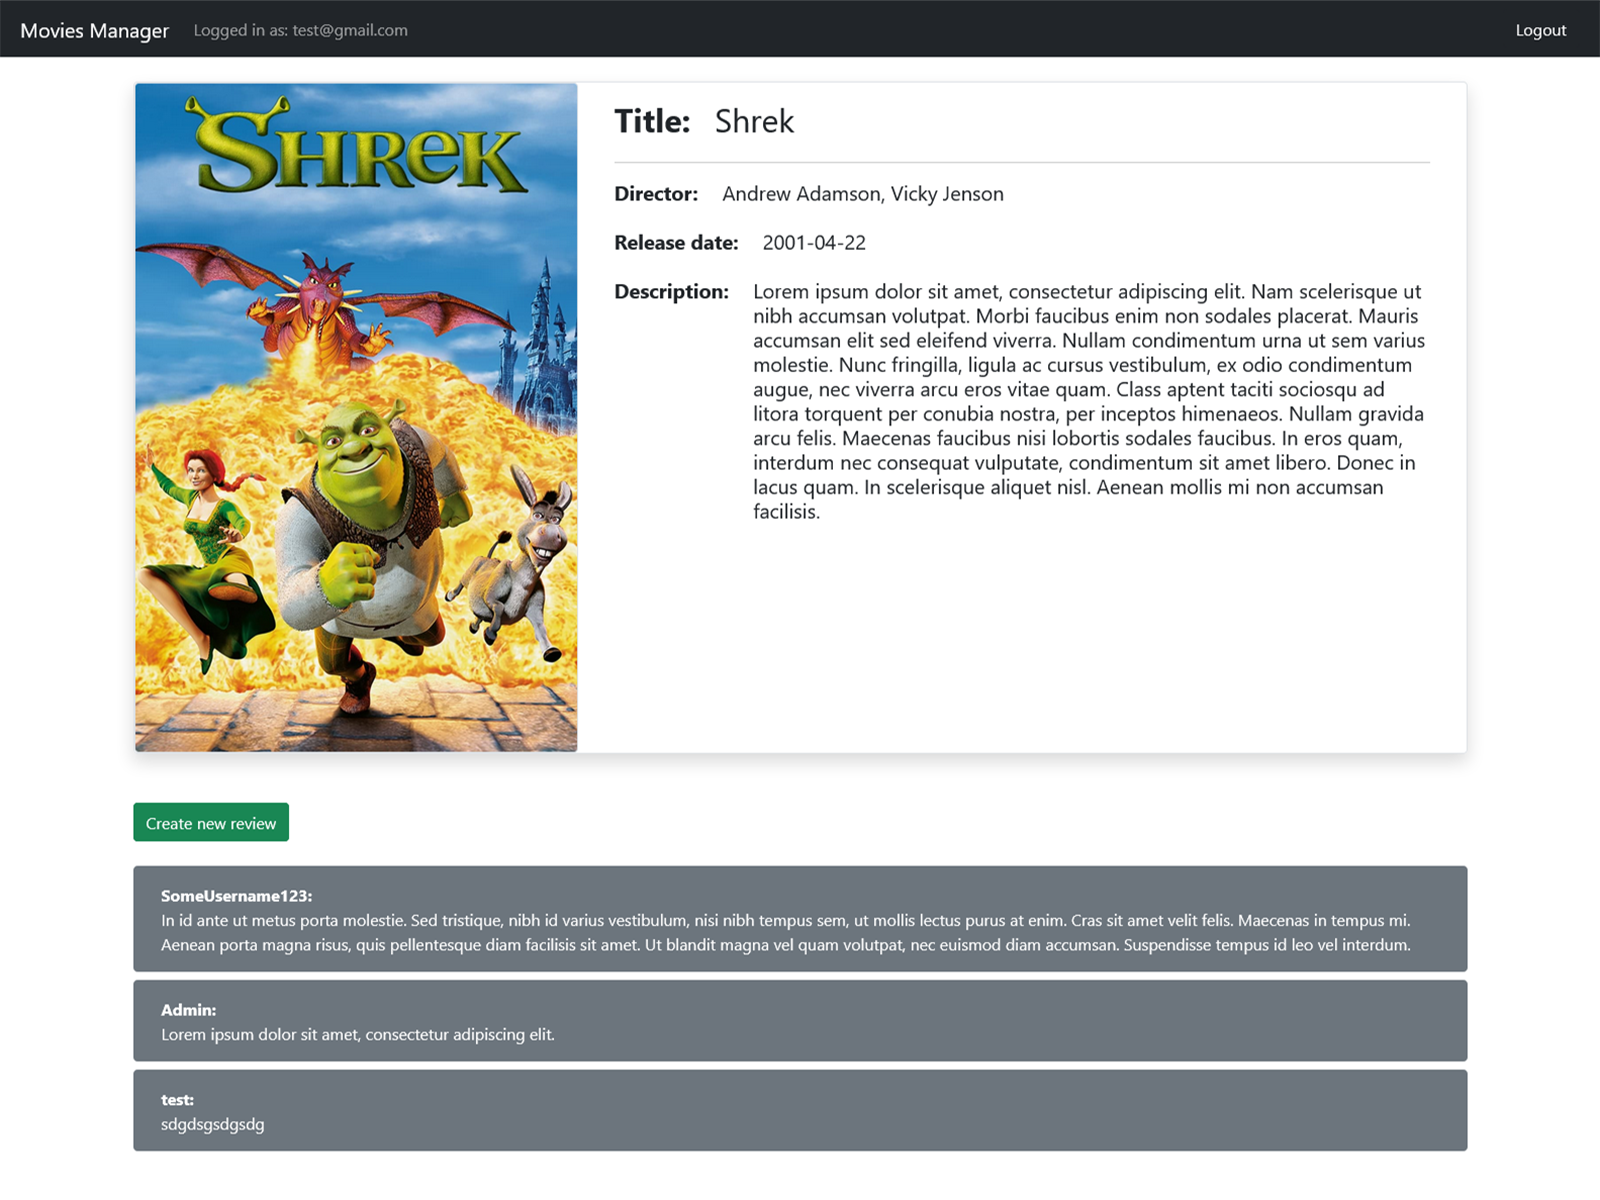 Movies Manager Logged in as: test@gmail.com Logout
SHREK
Title: Shrek
Director: Andrew Adamson, Vicky Jenson
Release date: 2001-04-22
Description: Lorem ipsum dolor sit amet, consectetur adipiscing elit. Nam scelerisque ut
nibh accumsan volutpat. Morbi faucibus enim non sodales placerat. Mauris
accumsan elit sed eleifend viverra. Nullam condimentum urna ut sem varius
molestie. Nunc fringilla, ligula ac cursus vestibulum, ex odio condimentum
augue, nec viverra arcu eros vitae quam. Class aptent taciti sociosqu ad
litora torquent per conubia nostra, per inceptos himenaeos. Nullam gravida
arcu felis. Maecenas faucibus nisi lobortis sodales faucibus. In eros quam,
interdum nec consequat vulputate, condimentum sit amet libero. Donec in
lacus quam. In scelerisque aliquet nisl. Aenean mollis mi non accumsan
facilisis.
Create new review
SomeUsername123:
In id ante ut metus porta molestie. Sed tristique, nibh id varius vestibulum, nisi nibh tempus sem, ut mollis lectus purus at enim. Cras sit amet velit felis. Maecenas in tempus mi.
Aenean porta magna risus, quis pellentesque diam facilisis sit amet. Ut blandit magna vel quam volutpat, nec euismod diam accumsan. Suspendisse tempus id leo vel interdum.
Admin:
Lorem ipsum dolor sit amet, consectetur adipiscing elit.
test:
sdgdsgsdgsdg